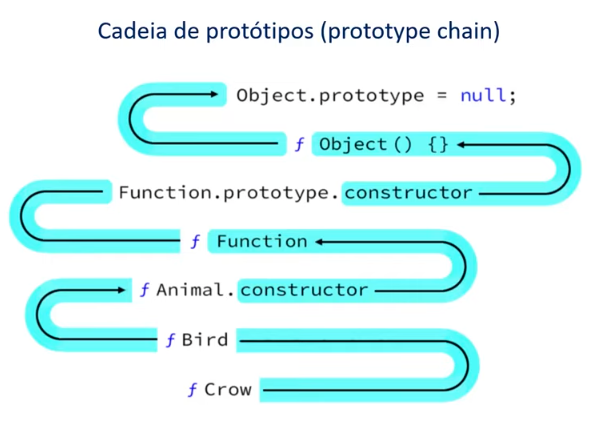 Cadeia de protótipos (prototype chain)
Object.prototype = null;
f Object() {}
Function.prototype.constructor
f Function
f Animal.constructor
f Bird
f Crow